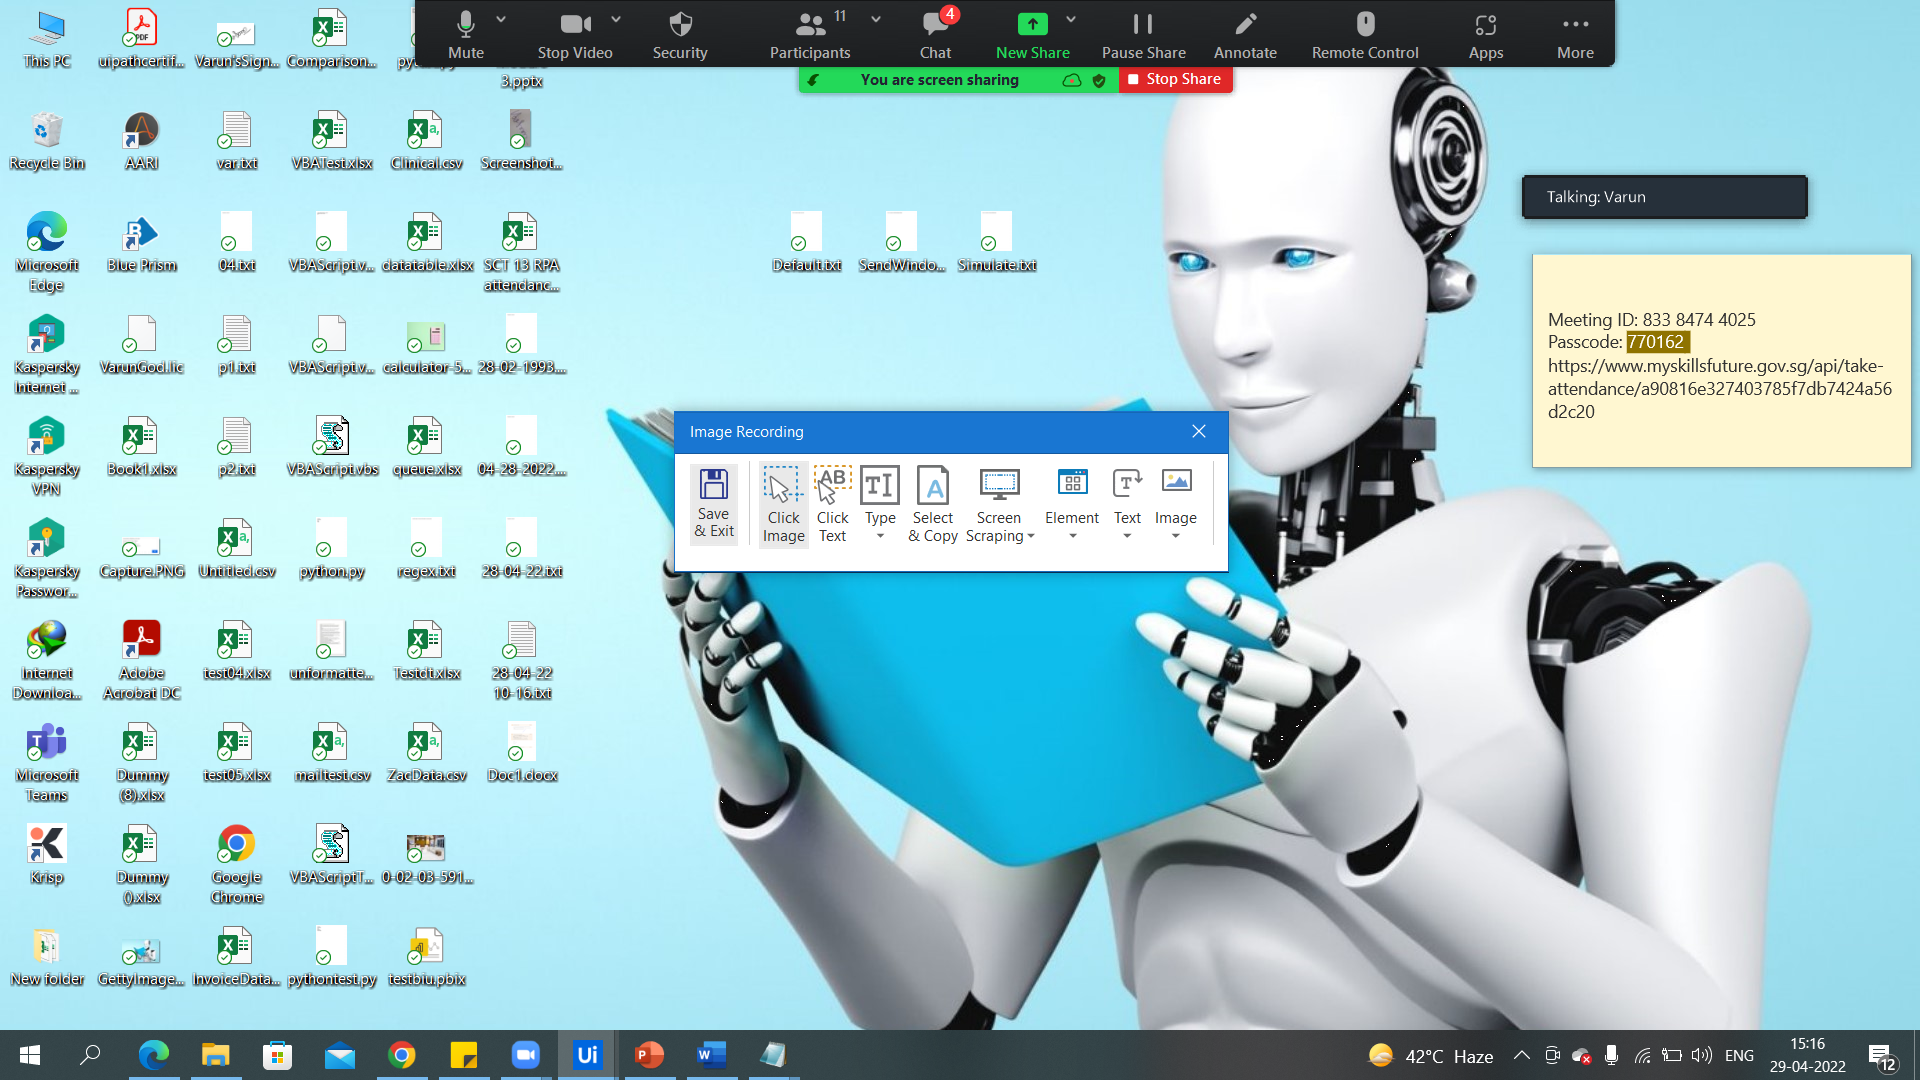 Mute
Stop Video
Security
Participants
11
Chat
4
New Share
Pause Share
Annotate
Remote Control
Apps
More
You are screen sharing
Stop Share
This PC
uipathcertif...
Varun'sSign...
Comparison...
3.pptx
Recycle Bin
AARI
var.txt
VBATest.xlsx
Clinical.csv
Screenshot...
Talking: Varun
Microsoft
Edge
Blue Prism
04.txt
VBAScript.v...
datatable.xlsx
SCT 13 RPA
attendanc...
Default.txt
SendWindo...
Simulate.txt
Meeting ID: 833 8474 4025
Passcode: 770162
https://www.myskillsfuture.gov.sg/api/take-
attendance/a90816e327403785f7db7424a56
d2c20
Kaspersky
Internet ...
VarunGod.lic
p1.txt
VBAScript.v...
calculator-5...
28-02-1993....
Image Recording
Save
& Exit
Click
Image
AB
Click
Text
Type
Select
& Copy
Screen
Scraping
Element
Text
Image
Kaspersky
VPN
Book1.xlsx
p2.txt
VBAScript.vbs
queue.xlsx
04-28-2022....
Kaspersky
Passwor...
Capture.PNG
Untitled.csv
python.py
regex.txt
28-04-22.txt
Internet
Downloa...
Adobe
Acrobat DC
test04.xlsx
unformatte...
Testdt.xlsx
28-04-22
10-16.txt
Microsoft
Teams
Dummy
(8).xlsx
test05.xlsx
mailtest.csv
ZacData.csv
Doc1.docx
Krisp
Dummy
().xlsx
Google
Chrome
VBAScriptT...
0-02-03-591...
New folder
GettyImage...
InvoiceData...
pythontest.py
testbiu.pbix
Ui
42°C Haze
ENG
15:16
29-04-2022
12